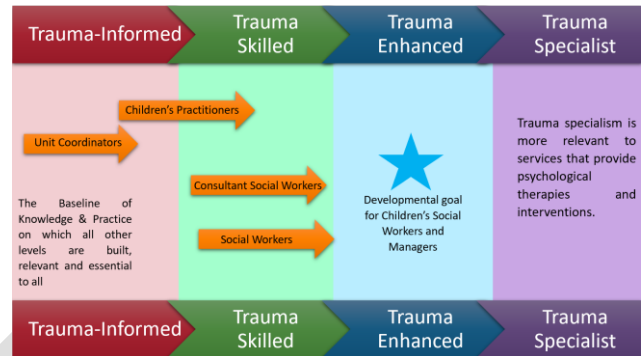 Trauma-Informed
Trauma
Skilled
Trauma
Enhanced
Trauma
Specialist
Children's Practitioners
Unit Coordinators
Consultant Social Workers
Social Workers
The Baseline of
Knowledge & Practice
on which all other
levels are built,
relevant and essential
to all
Developmental goal
for Children's Social
Workers and
Managers
Trauma specialism is
more relevant to
services that provide
psychological
therapies and
interventions.
Trauma-Informed
Trauma
Skilled
Trauma
Enhanced
Trauma
Specialist